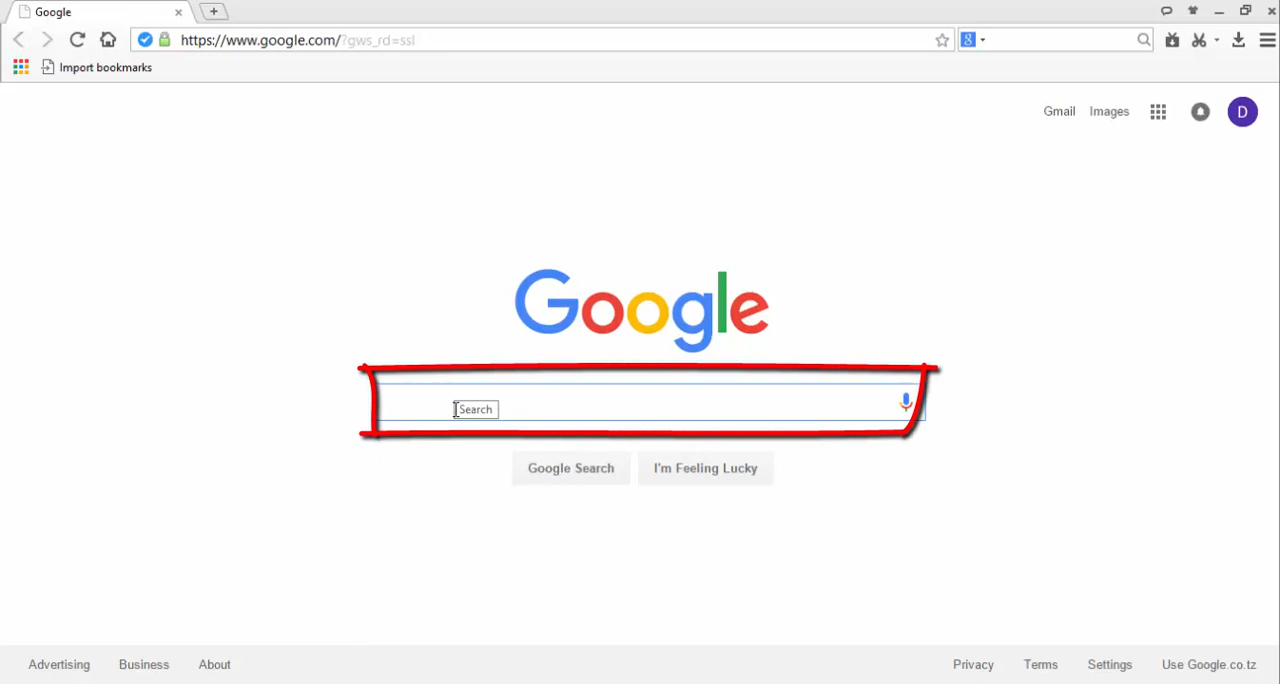 Google
https://www.google.com/?gws_rd=ssl
Import bookmarks
Gmail Images D
Google
Search
Google Search I'm Feeling Lucky
Advertising Business About Privacy Terms Settings Use Google.co.tz